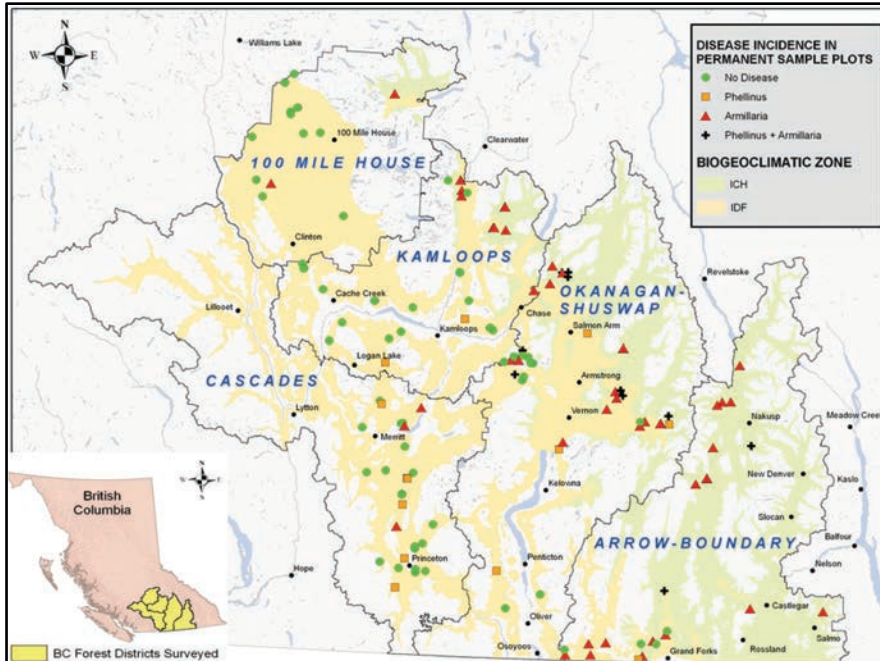 N
W E
S
Williams Lake
100 Mile House
100 MILE HOUSE
Clearwater
Clinton
KAMLOOPS
Cache Creek
Lillooet
Kamloops
Chase
OKANAGAN-
SHUSWAP
Revelstoke
Salmon Arm
Logan Lake
CASCADES
Armstrong
Lytton
Vernon
Nakusp
Meadow Creek
Merritt
New Denver
Kaslo
Kelowna
Slocan
Balfour
ARROW-BOUNDARY
Hope
Princeton
Penticton
Nelson
Oliver
Castlegar
Osoyoos
Grand Forks
Rossland
Salmo
DISEASE INCIDENCE IN
PERMANENT SAMPLE PLOTS
No Disease
Phellinus
Armillaria
Phellinus + Armillaria
BIOGEOCLIMATIC ZONE
ICH
IDF
British
Columbia
N
W E
S
BC Forest Districts Surveyed